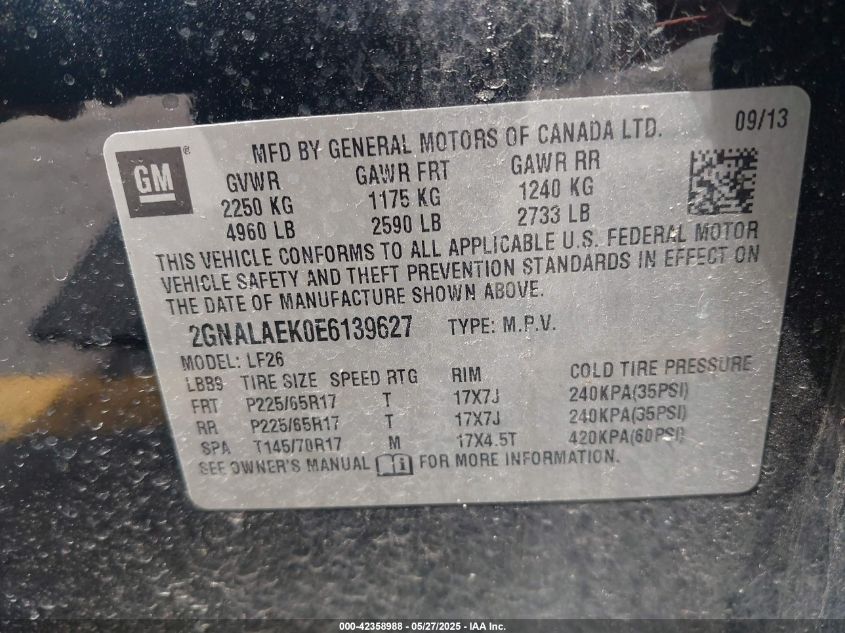 MFD BY GENERAL MOTORS OF CANADA LTD. 09/13
GM ®
GVWR GAWR FRT GAWR RR
2250 KG 1175 KG 1240 KG
4960 LB 2590 LB 2733 LB
THIS VEHICLE CONFORMS TO ALL APPLICABLE U.S. FEDERAL MOTOR
VEHICLE SAFETY AND THEFT PREVENTION STANDARDS IN EFFECT ON
THE DATE OF MANUFACTURE SHOWN ABOVE.
2GNALAEK0E6139627 TYPE: M.P.V.
MODEL: LF26
LBB9 TIRE SIZE SPEED RTG RIM COLD TIRE PRESSURE
FRT P225/65R17 T 17X7J 240KPA(35PSI)
RR P225/65R17 T 17X7J 240KPA(35PSI)
SPA T145/70R17 M 17X4.5T 420KPA(60PSI)
SEE OWNER'S MANUAL FOR MORE INFORMATION.
000-42358988 — 05/27/2025 — IAA Inc.